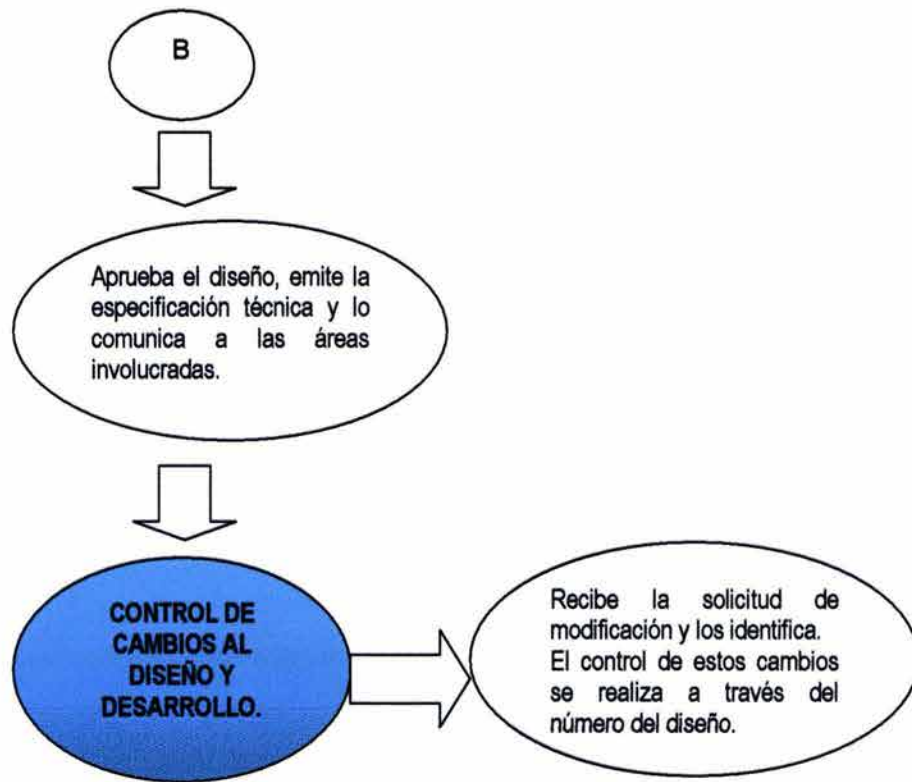 B
Aprueba el diseño, emite la
especificación técnica y lo
comunica a las áreas
involucradas.
CONTROL DE
CAMBIOS AL
DISEÑO Y
DESARROLLO.
Recibe la solicitud de
modificación y los identifica.
El control de estos cambios
se realiza a través del
número del diseño.